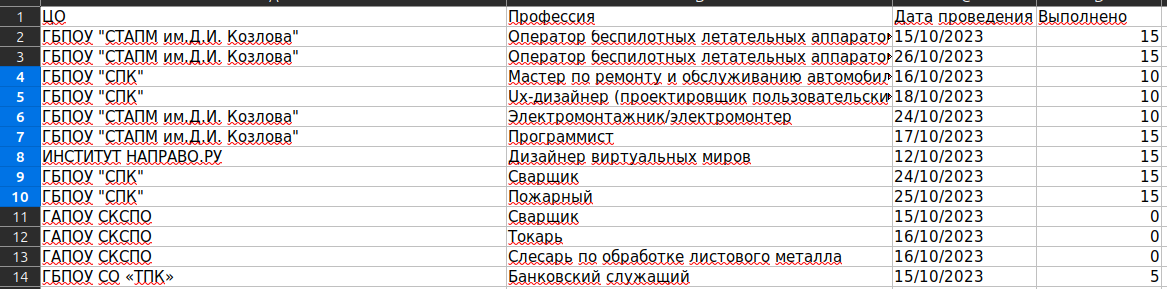 1 ЦО Профессия Дата проведения Выполнено
2 ГБПОУ "СТАПМ им.Д.И. Козлова" Оператор беспилотных летательных аппарато 15/10/2023 15
3 ГБПОУ "СТАПМ им.Д.И. Козлова" Оператор беспилотных летательных аппарато 26/10/2023 15
4 ГБПОУ "СПК" Мастер по ремонту и обслуживанию автомобил 16/10/2023 10
5 ГБПОУ "СПК" Ux-дизайнер (проектировщик пользовательски 18/10/2023 10
6 ГБПОУ "СТАПМ им.Д.И. Козлова" Электромонтажник/электромонтер 24/10/2023 10
7 ГБПОУ "СТАПМ им.Д.И. Козлова" Программист 17/10/2023 15
8 ИНСТИТУТ НАПРАВО.РУ Дизайнер виртуальных миров 12/10/2023 15
9 ГБПОУ "СПК" Сварщик 24/10/2023 15
10 ГБПОУ "СПК" Пожарный 25/10/2023 15
11 ГАПОУ СКСПО Сварщик 15/10/2023 0
12 ГАПОУ СКСПО Токарь 16/10/2023 0
13 ГАПОУ СКСПО Слесарь по обработке листового металла 16/10/2023 0
14 ГБПОУ СО «ТПК» Банковский служащий 15/10/2023 5